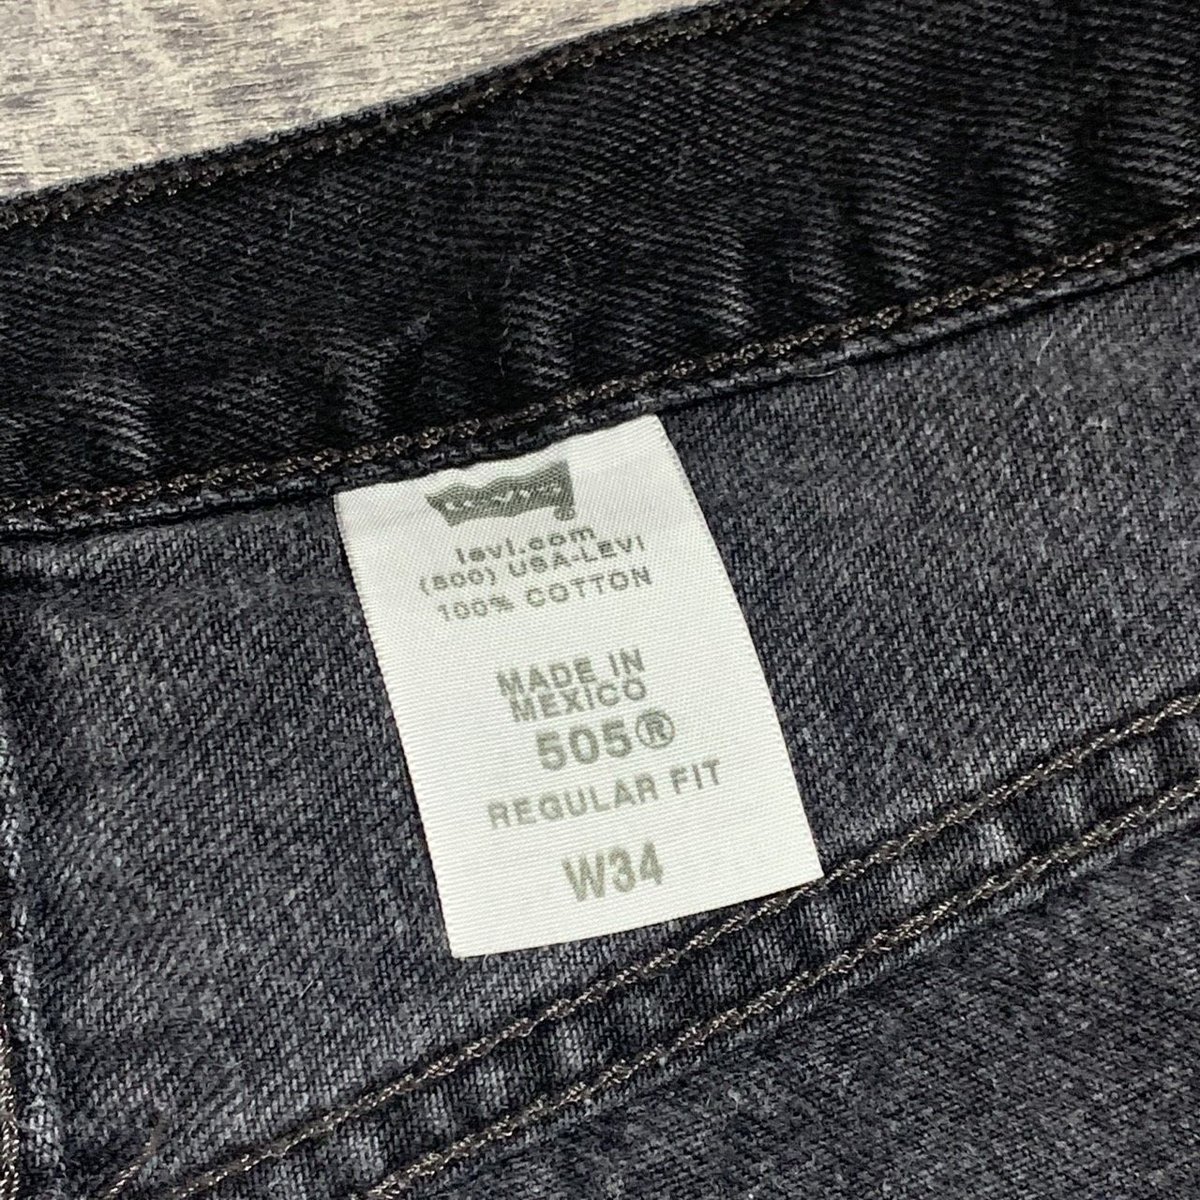 Levi's
levi.com
(800) USA-LEVI
100% COTTON
MADE IN
MEXICO
505®
REGULAR FIT
W34